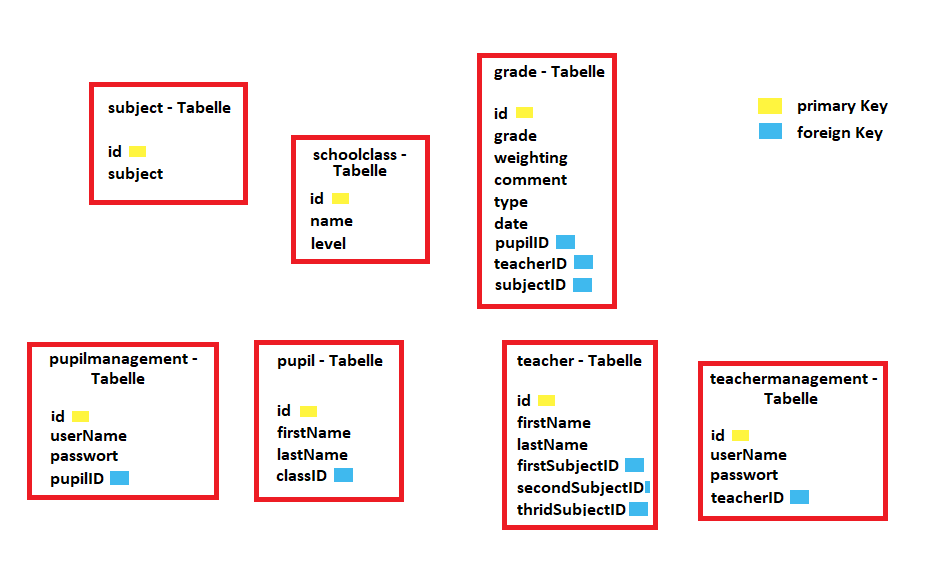 subject - Tabelle
id
subject
schoolclass -
Tabelle
id
name
level
grade - Tabelle
id
grade
weighting
comment
type
date
pupilID
teacherID
subjectID
primary Key
foreign Key
pupilmanagement -
Tabelle
id
userName
passwort
pupilID
pupil - Tabelle
id
firstName
lastName
classID
teacher - Tabelle
id
firstName
lastName
firstSubjectID
secondSubjectID
thridSubjectID
teachermanagement -
Tabelle
id
userName
passwort
teacherID